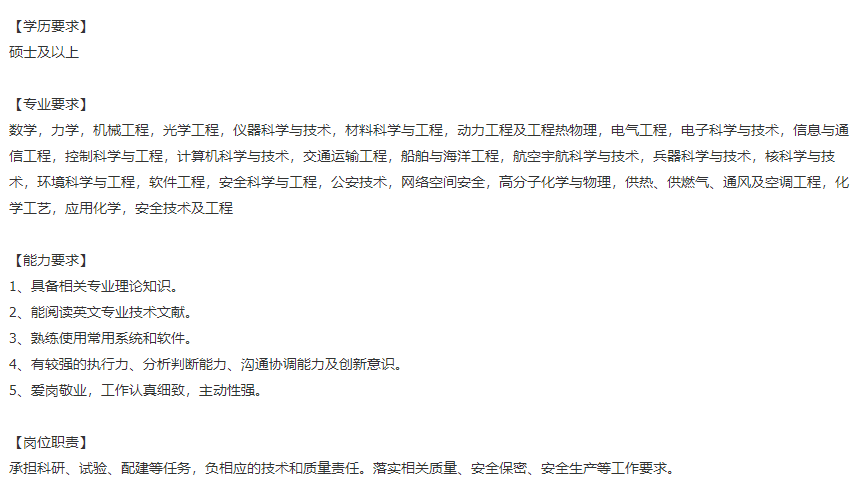 【学历要求】
硕士及以上
【专业要求】
数学，力学，机械工程，光学工程，仪器科学与技术，材料科学与工程，动力工程及工程热物理，电气工程，电子科学与技术，信息与通
信工程，控制科学与工程，计算机科学与技术，交通运输工程，船舶与海洋工程，航空宇航科学与技术，兵器科学与技术，核科学与技
术，环境科学与工程，软件工程，安全科学与工程，公安技术，网络空间安全，高分子化学与物理，供热、供燃气、通风及空调工程，化
学工艺，应用化学，安全技术及工程
【能力要求】
1、具备相关专业理论知识。
2、能阅读英文专业技术文献。
3、熟练使用常用系统和软件。
4、有较强的执行力、分析判断能力、沟通协调能力及创新意识。
5、爱岗敬业，工作认真细致，主动性强。
【岗位职责】
承担科研、试验、配建等任务，负相应的技术和质量责任。落实相关质量、安全保密、安全生产等工作要求。